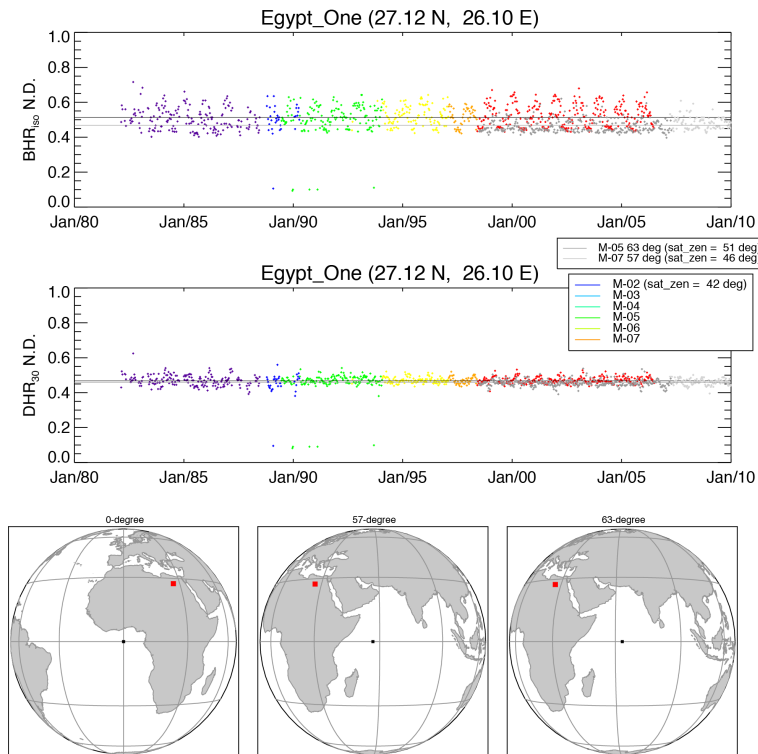 Egypt_One (27.12 N, 26.10 E)
1.0
0.8
0.6
0.4
0.2
0.0
BHRiso N.D.
Jan/80 Jan/85 Jan/90 Jan/95 Jan/00 Jan/05 Jan/10
M-05 63 deg (sat_zen = 51 deg)
M-07 57 deg (sat_zen = 46 deg)
Egypt_One (27.12 N, 26.10 E)
M-02 (sat_zen = 42 deg)
M-03
M-04
M-05
M-06
M-07
1.0
0.8
0.6
0.4
0.2
0.0
DHR30 N.D.
Jan/80 Jan/85 Jan/90 Jan/95 Jan/00 Jan/05 Jan/10
0-degree 57-degree 63-degree